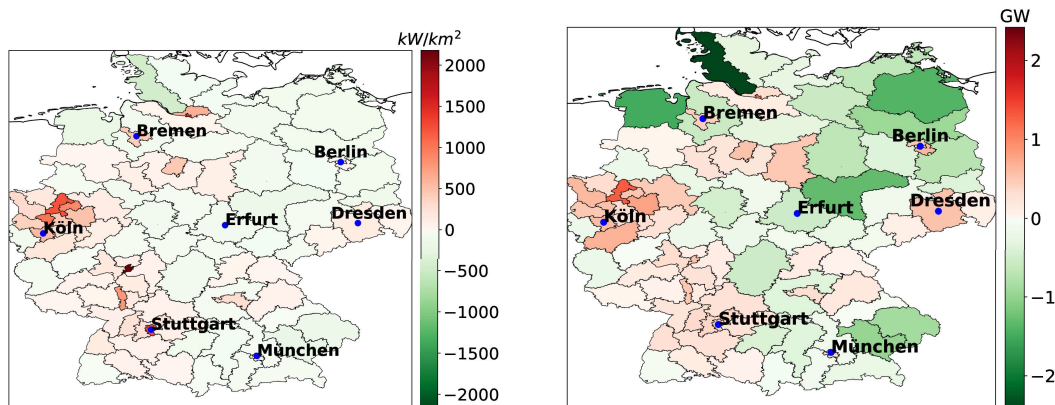 kW/km²
2000
1500
1000
500
0
−500
−1000
−1500
−2000
Bremen
Berlin
Köln
Erfurt
Dresden
Stuttgart
München
GW
2
1
0
−1
−2
Bremen
Berlin
Köln
Erfurt
Dresden
Stuttgart
München